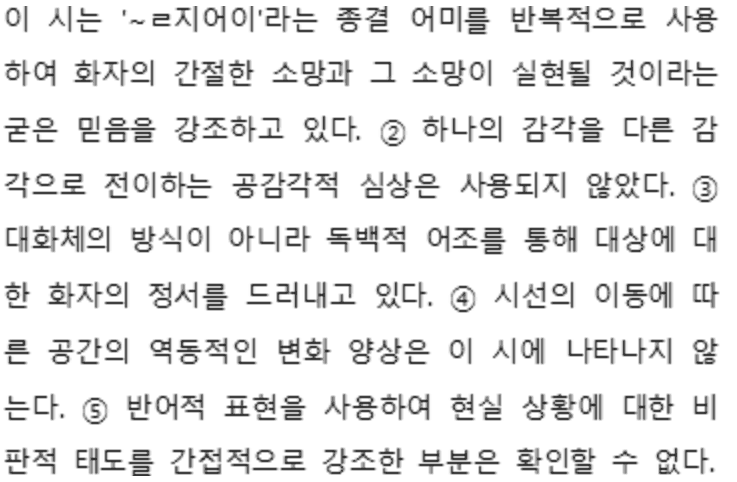 이 시는 '~ㄹ지어이'라는 종결 어미를 반복적으로 사용
하여 화자의 간절한 소망과 그 소망이 실현될 것이라는
굳은 믿음을 강조하고 있다. ② 하나의 감각을 다른 감
각으로 전이하는 공감각적 심상은 사용되지 않았다. ③
대화체의 방식이 아니라 독백적 어조를 통해 대상에 대
한 화자의 정서를 드러내고 있다. ④ 시선의 이동에 따
른 공간의 역동적인 변화 양상은 이 시에 나타나지 않
는다. ⑤ 반어적 표현을 사용하여 현실 상황에 대한 비
판적 태도를 간접적으로 강조한 부분은 확인할 수 없다.